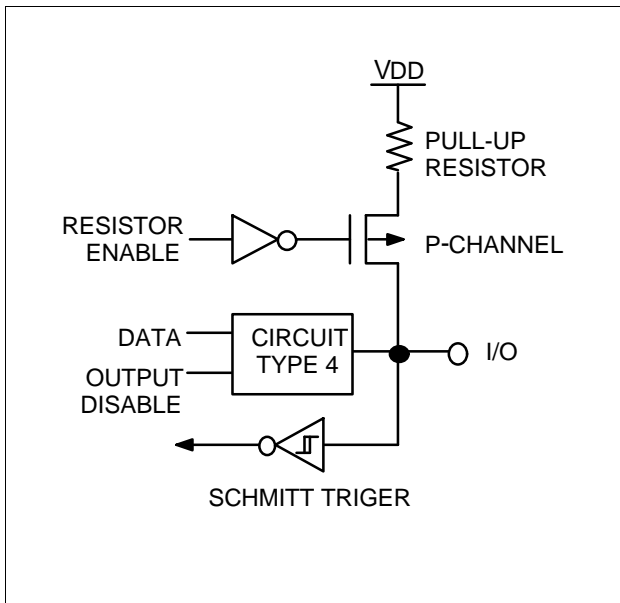 VDD
PULL-UP
RESISTOR
RESISTOR
ENABLE
P-CHANNEL
DATA
OUTPUT
DISABLE
CIRCUIT
TYPE 4
I/O
SCHMITT TRIGER